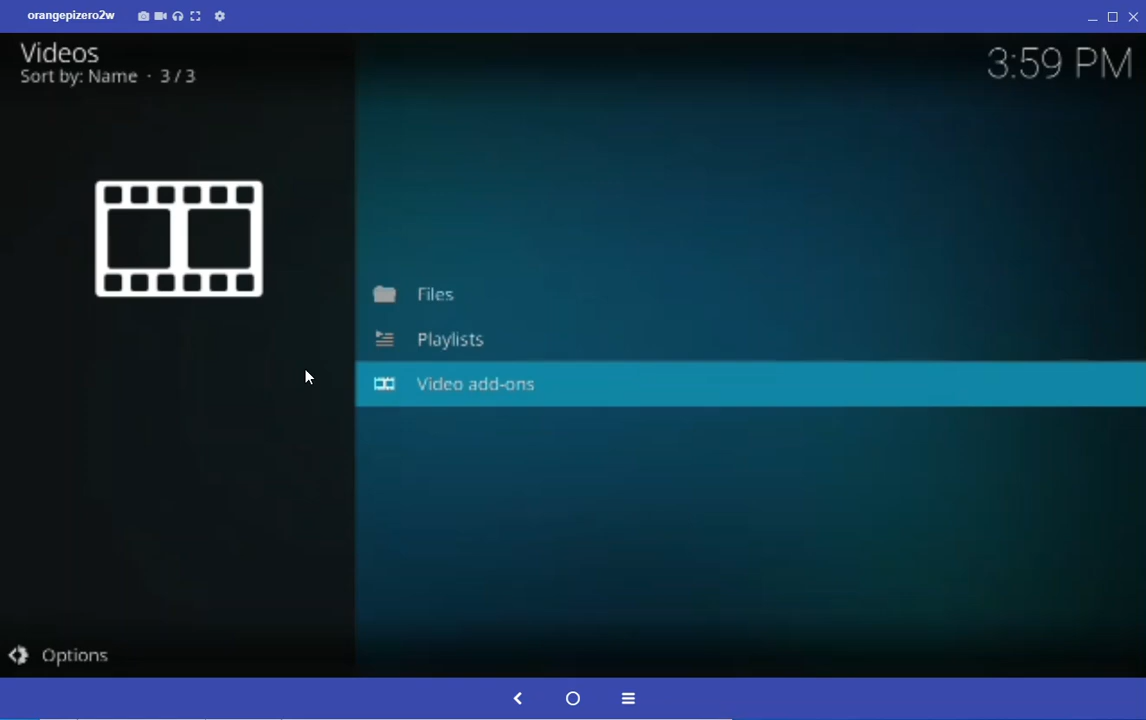 orangepizero2w
Videos
Sort by: Name · 3 / 3
3:59 PM
Files
Playlists
Video add-ons
Options